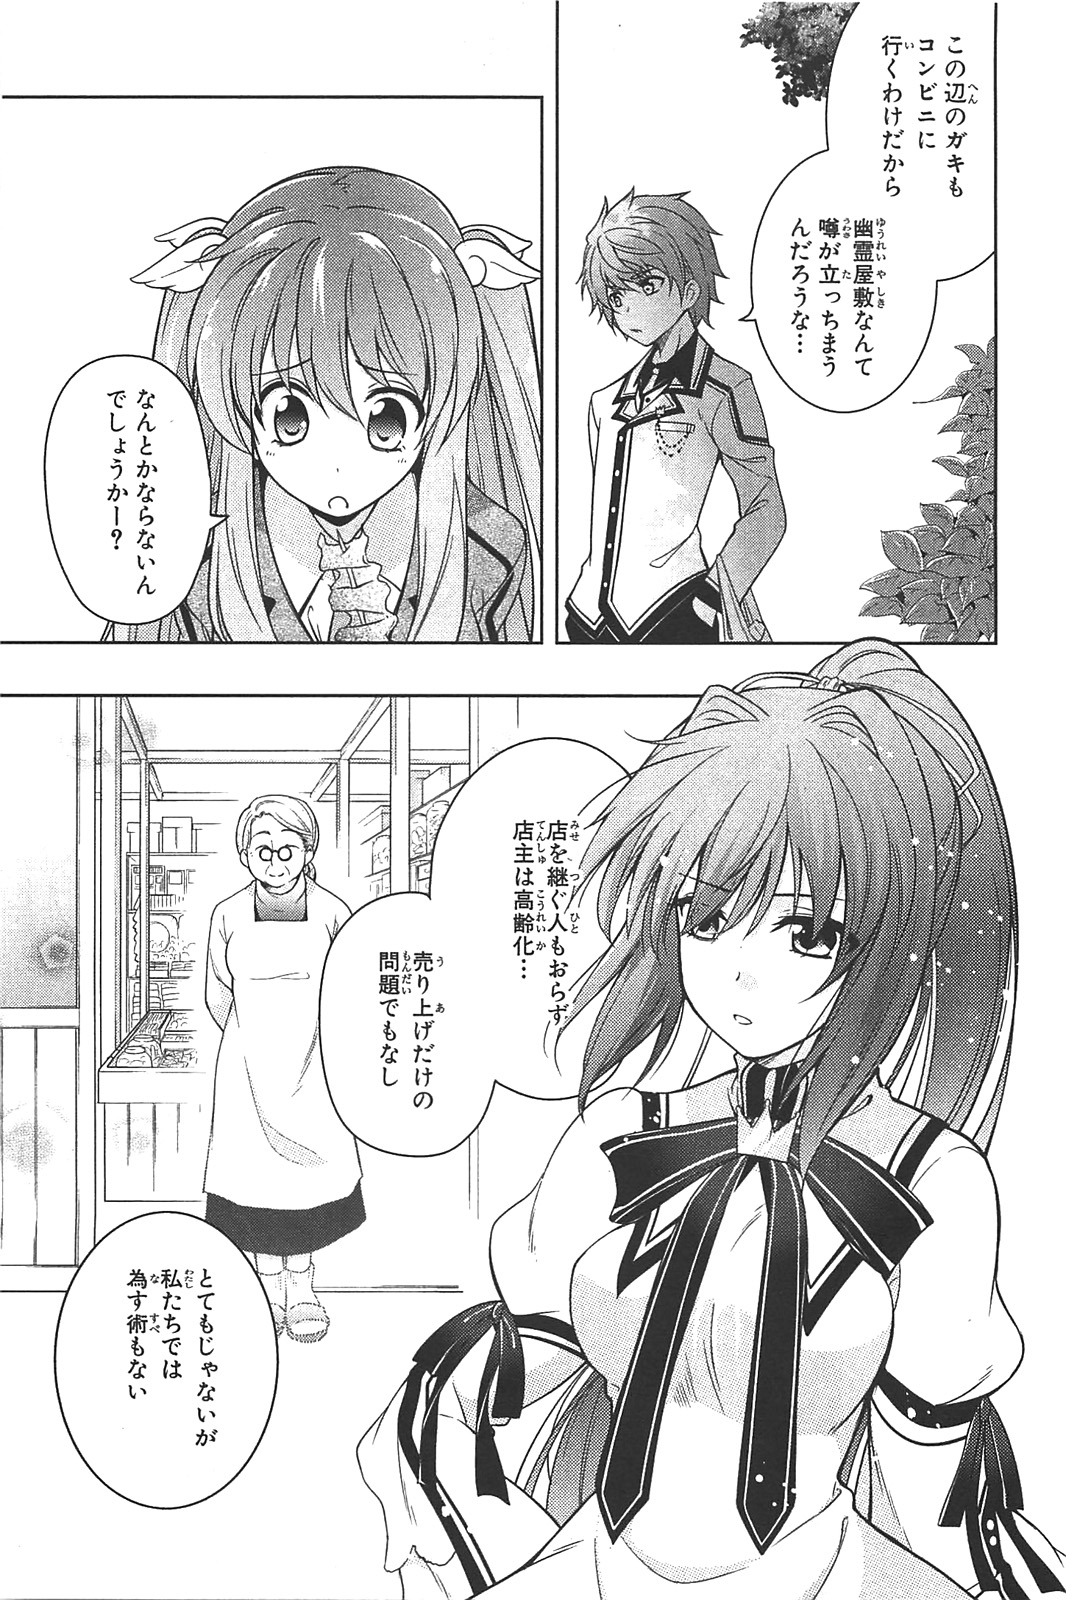 この辺のガキも
コンビニに
行くわけだから
幽霊屋敷なんて
噂が立っちまう
んだろうな…
なんとかならないん
でしょうかー?
店を継ぐ人もおらず
店主は高齢化…
売り上げだけの
問題でもなし
とてもじゃないが
私たちでは
為す術もない